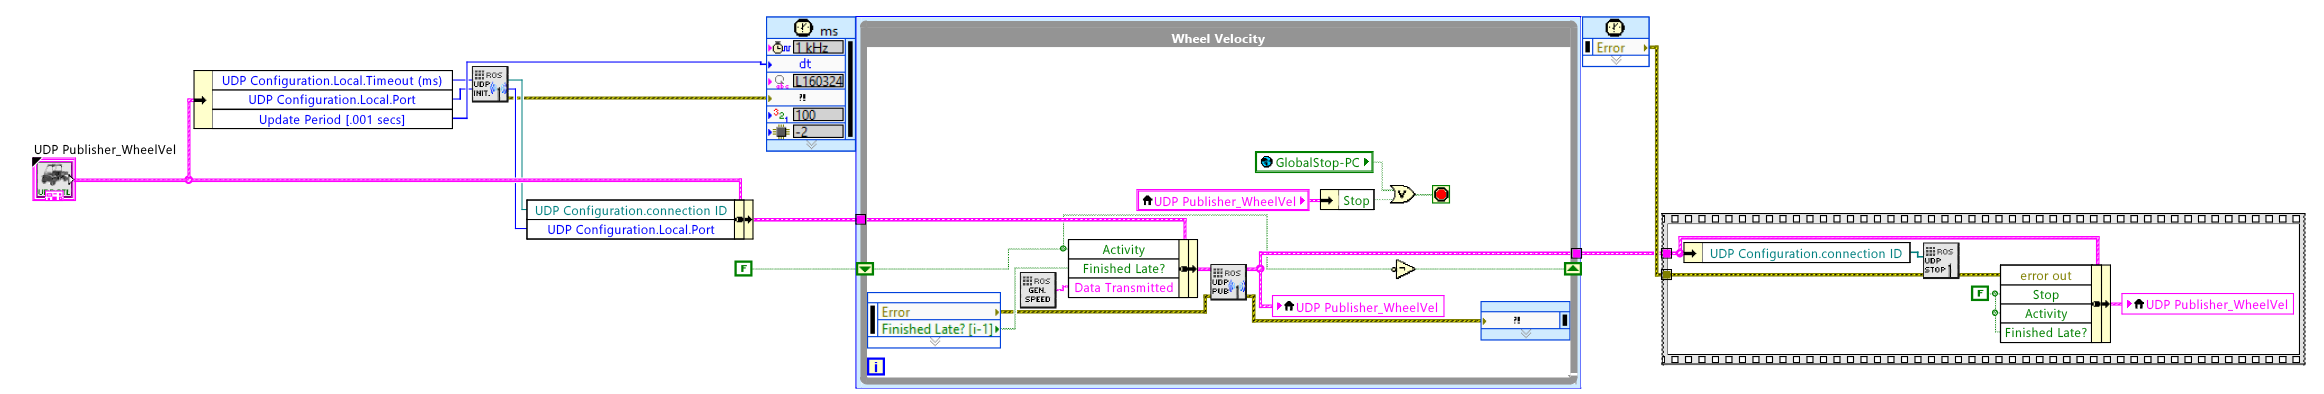 UDP Publisher_WheelVel
UDP Configuration.Local.Timeout (ms)
UDP Configuration.Local.Port
Update Period [.001 secs]
ROS
UDP
INIT.
UDP Configuration.connection ID
UDP Configuration.Local.Port
F
ms
1 kHz
dt
L160324
?!
100
-2
Wheel Velocity
GlobalStop-PC
UDP Publisher_WheelVel
Stop
Activity
Finished Late?
Data Transmitted
ROS
GEN.
SPEED
ROS
UDP
PUB
Error
Finished Late? [i-1]
i
UDP Publisher_WheelVel
?!
Error
UDP Configuration.connection ID
ROS
UDP
STOP
error out
Stop
Activity
Finished Late?
F
UDP Publisher_WheelVel